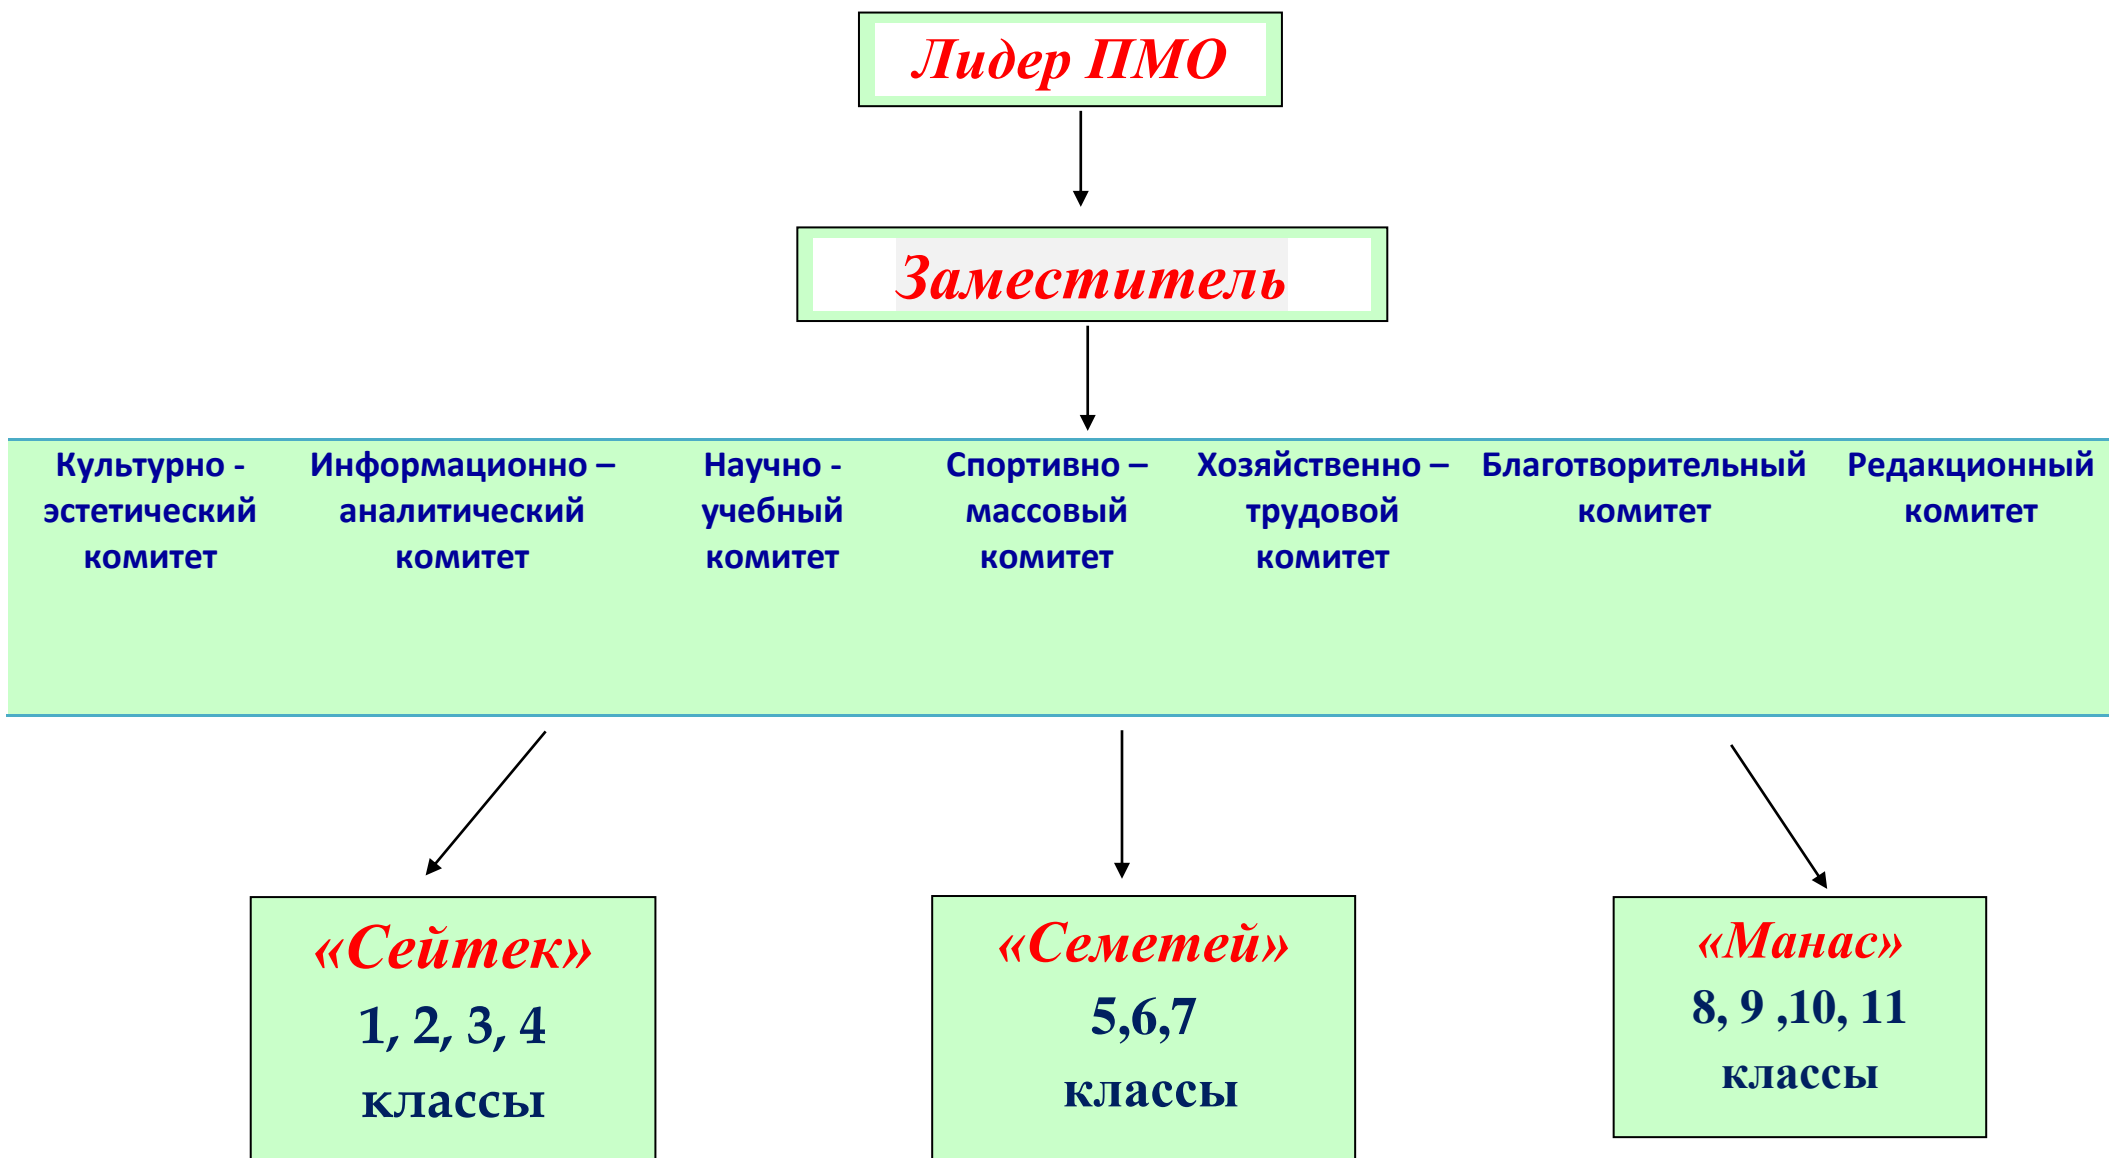 Лидер ПМО
Заместитель
Культурно -
эстетический
комитет
Информационно –
аналитический
комитет
Научно -
учебный
комитет
Спортивно –
массовый
комитет
Хозяйственно –
трудовой
комитет
Благотворительный
комитет
Редакционный
комитет
«Сейтек»
1, 2, 3, 4
классы
«Семетей»
5,6,7
классы
«Манас»
8, 9 ,10, 11
классы